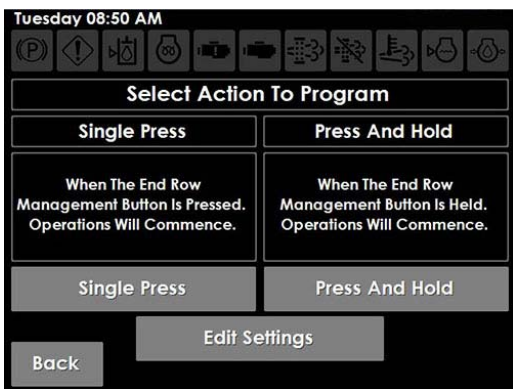 Tuesday 08:50 AM
Select Action To Program
Single Press
Press And Hold
When The End Row
Management Button Is Pressed.
Operations Will Commence.
When The End Row
Management Button Is Held.
Operations Will Commence.
Single Press
Press And Hold
Edit Settings
Back